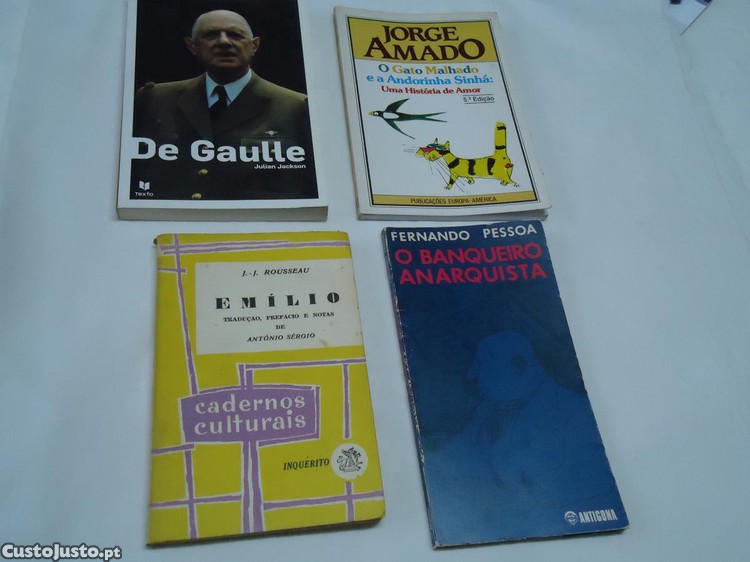 De Gaulle
Julian Jackson
TEXTO
JORGE
AMADO
O Gato Malhado
e a Andorinha Sinhá:
Uma História de Amor
5.ª Edição
PUBLICAÇÕES EUROPA-AMÉRICA
J.-J. ROUSSEAU
EMÍLIO
TRADUÇÃO, PREFÁCIO E NOTAS
DE
ANTÓNIO SÉRGIO
cadernos
culturais
INQUÉRITO
FERNANDO PESSOA
O BANQUEIRO
ANARQUISTA
ANTIGONA
CustoJusto.pt